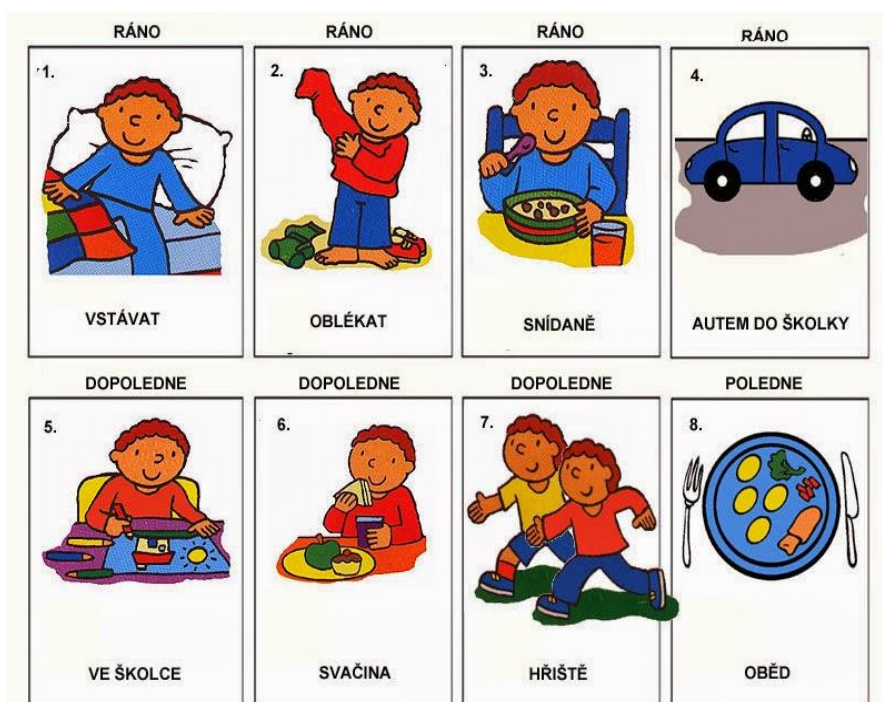 RÁNO
RÁNO
RÁNO
RÁNO
1.
2.
3.
4.
VSTÁVAT
OBLÉKAT
SNÍDANĚ
AUTEM DO ŠKOLKY
DOPOLEDNE
DOPOLEDNE
DOPOLEDNE
POLEDNE
5.
6.
7.
8.
VE ŠKOLCE
SVAČINA
HŘIŠTĚ
OBĚD